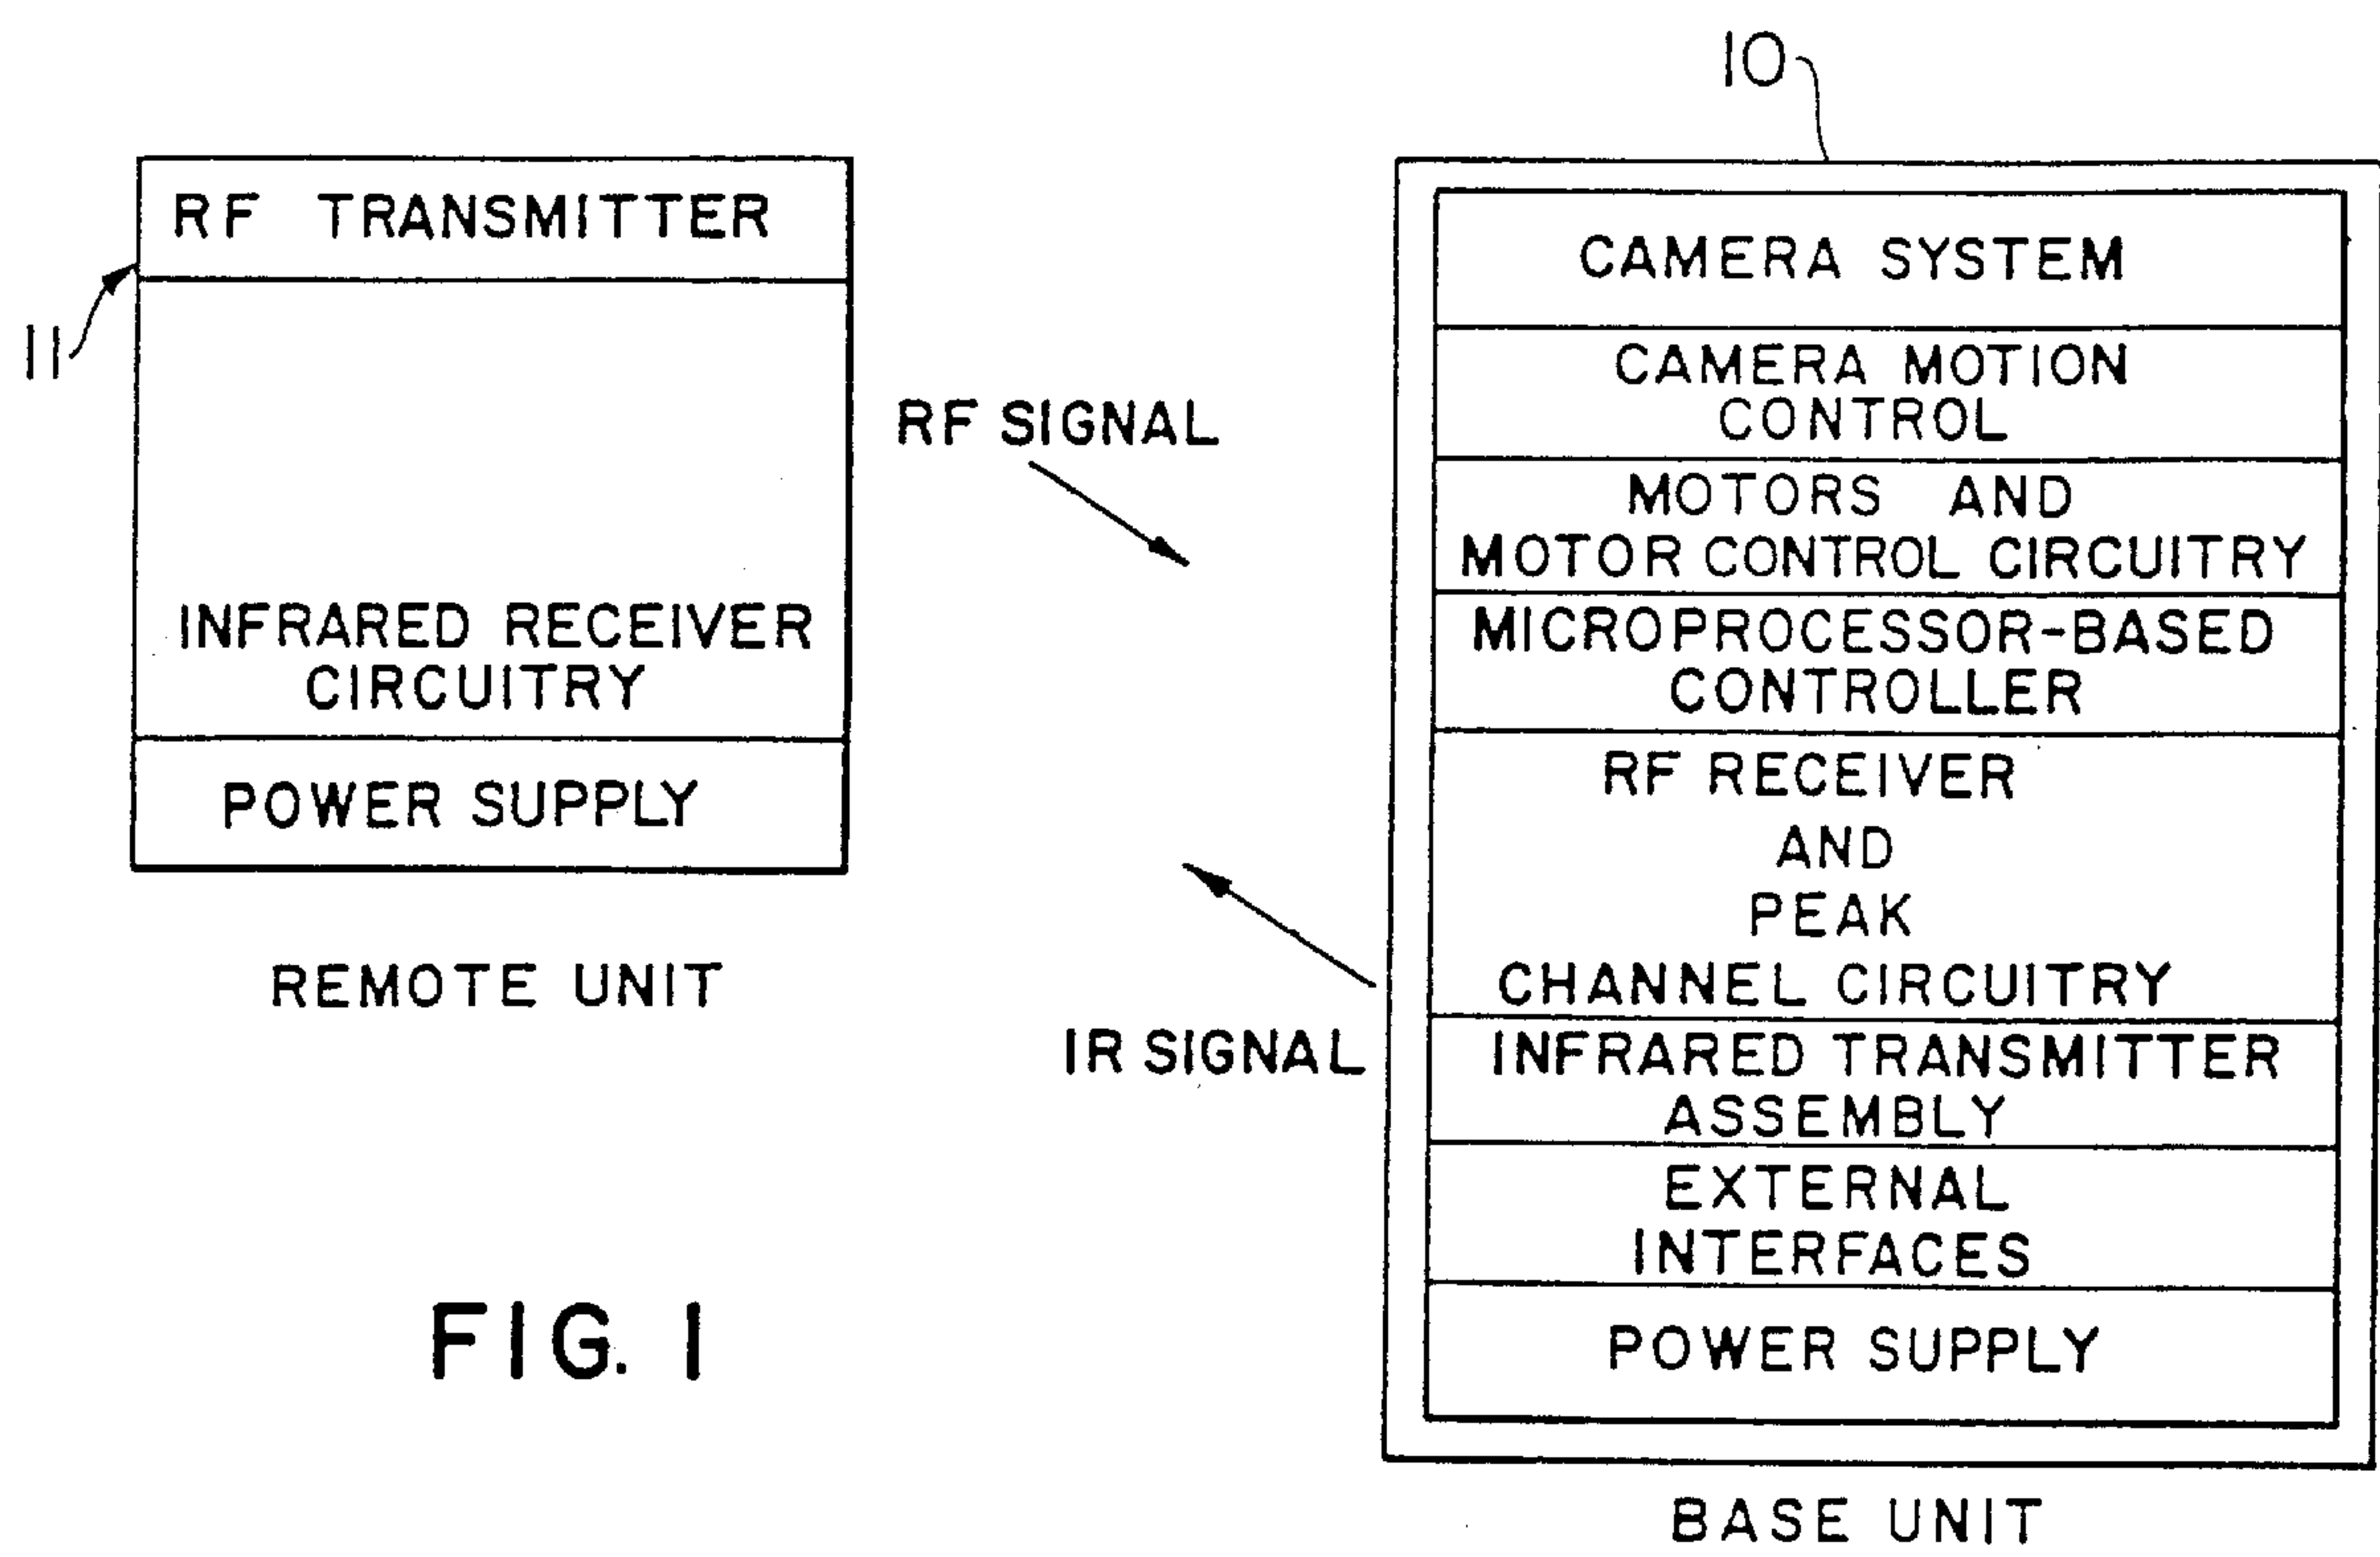 10
RF TRANSMITTER
11
INFRARED RECEIVER
CIRCUITRY
POWER SUPPLY
REMOTE UNIT
RF SIGNAL
IR SIGNAL
CAMERA SYSTEM
CAMERA MOTION
CONTROL
MOTORS AND
MOTOR CONTROL CIRCUITRY
MICROPROCESSOR-BASED
CONTROLLER
RF RECEIVER
AND
PEAK
CHANNEL CIRCUITRY
INFRARED TRANSMITTER
ASSEMBLY
EXTERNAL
INTERFACES
POWER SUPPLY
BASE UNIT
FIG. 1